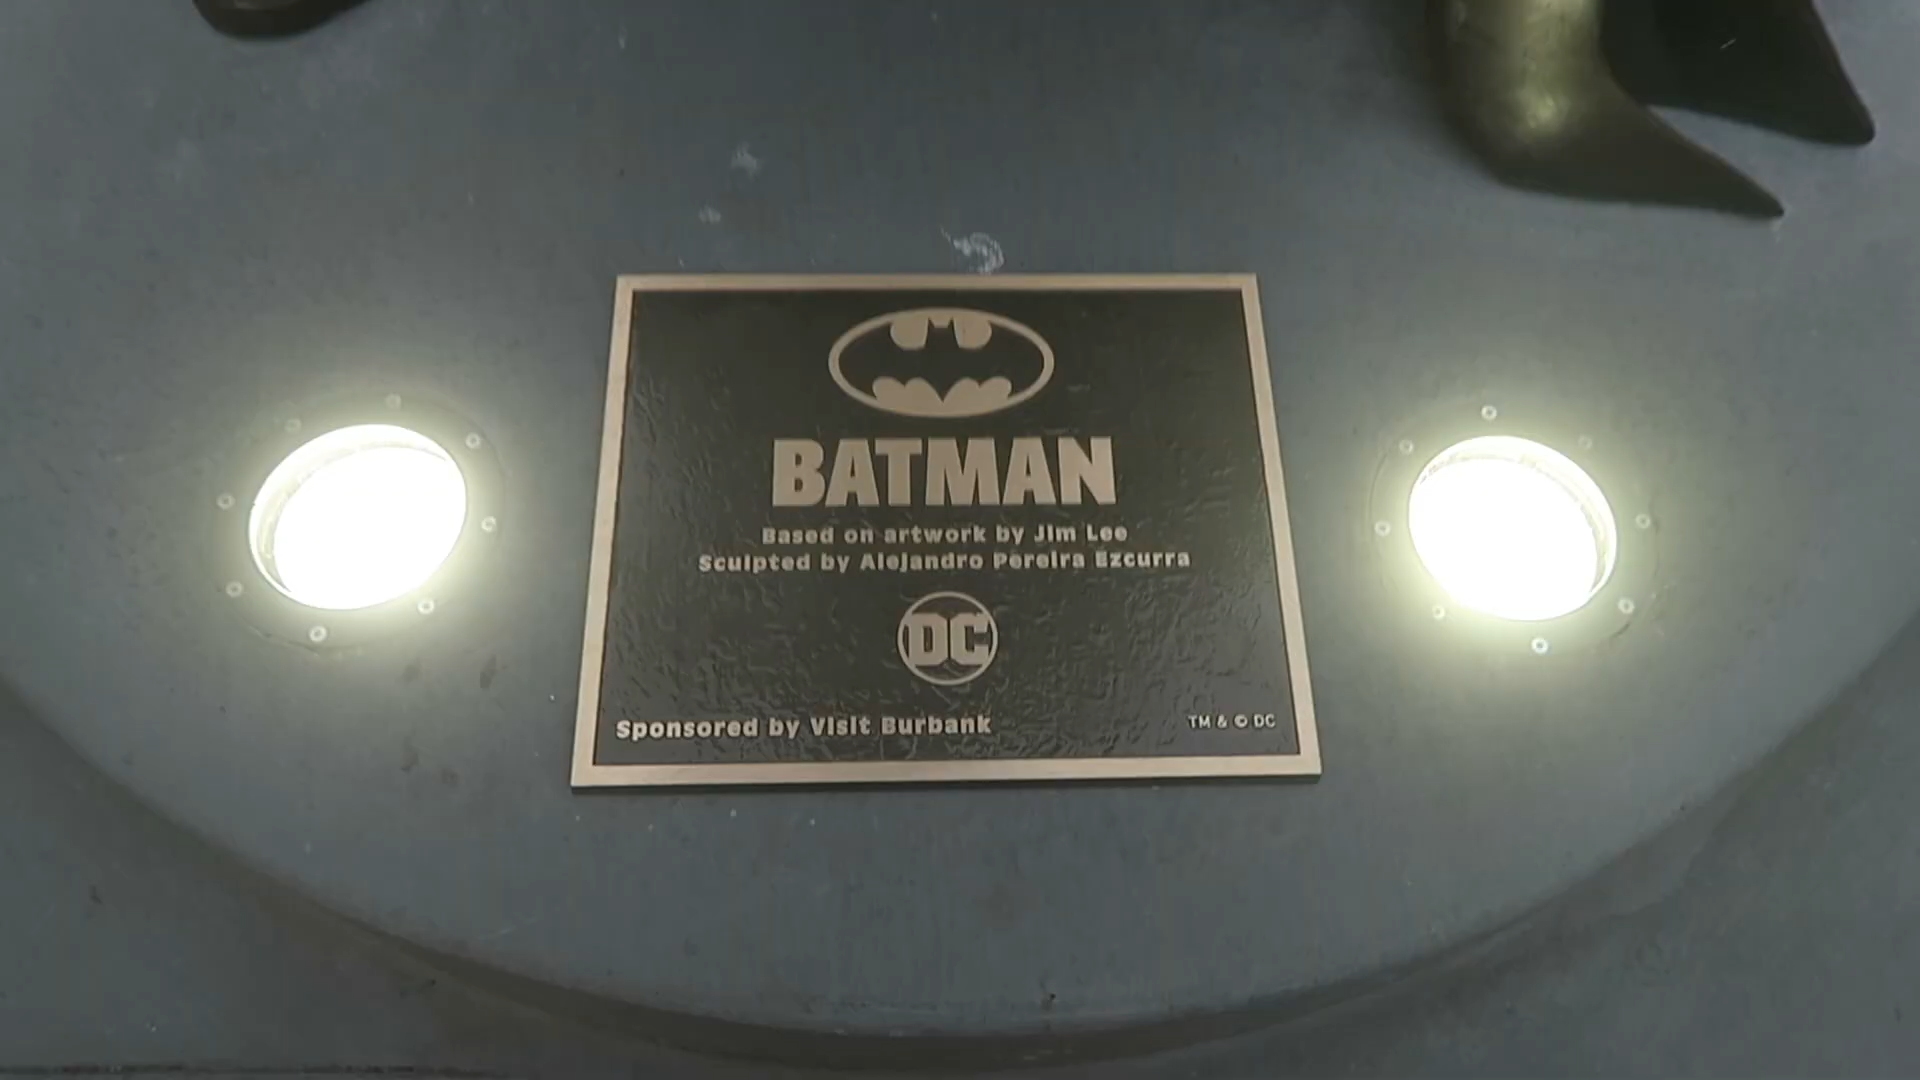 BATMAN
Based on artwork by Jim Lee
Sculpted by Alejandro Pereira Ezcurra
DC
Sponsored by Visit Burbank
TM & © DC